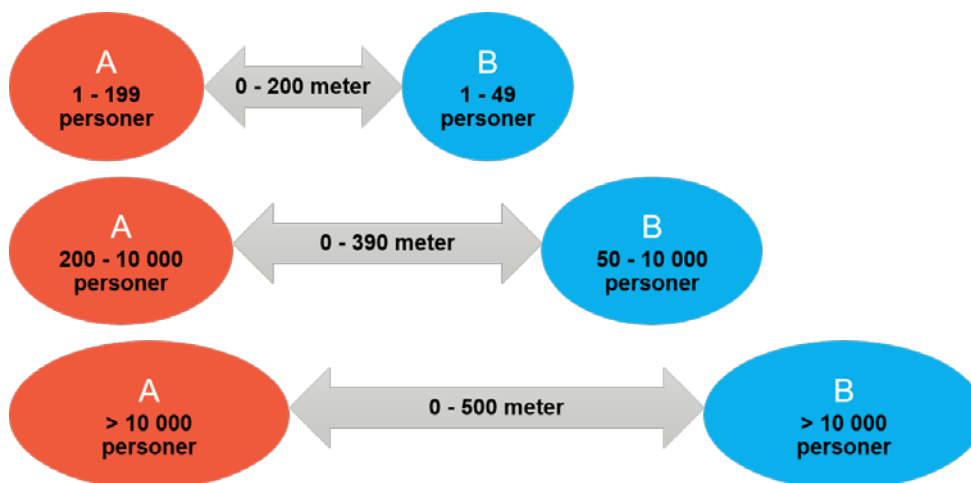 A
1 - 199
personer
0 - 200 meter
B
1 - 49
personer
A
200 - 10 000
personer
0 - 390 meter
B
50 - 10 000
personer
A
> 10 000
personer
0 - 500 meter
B
> 10 000
personer